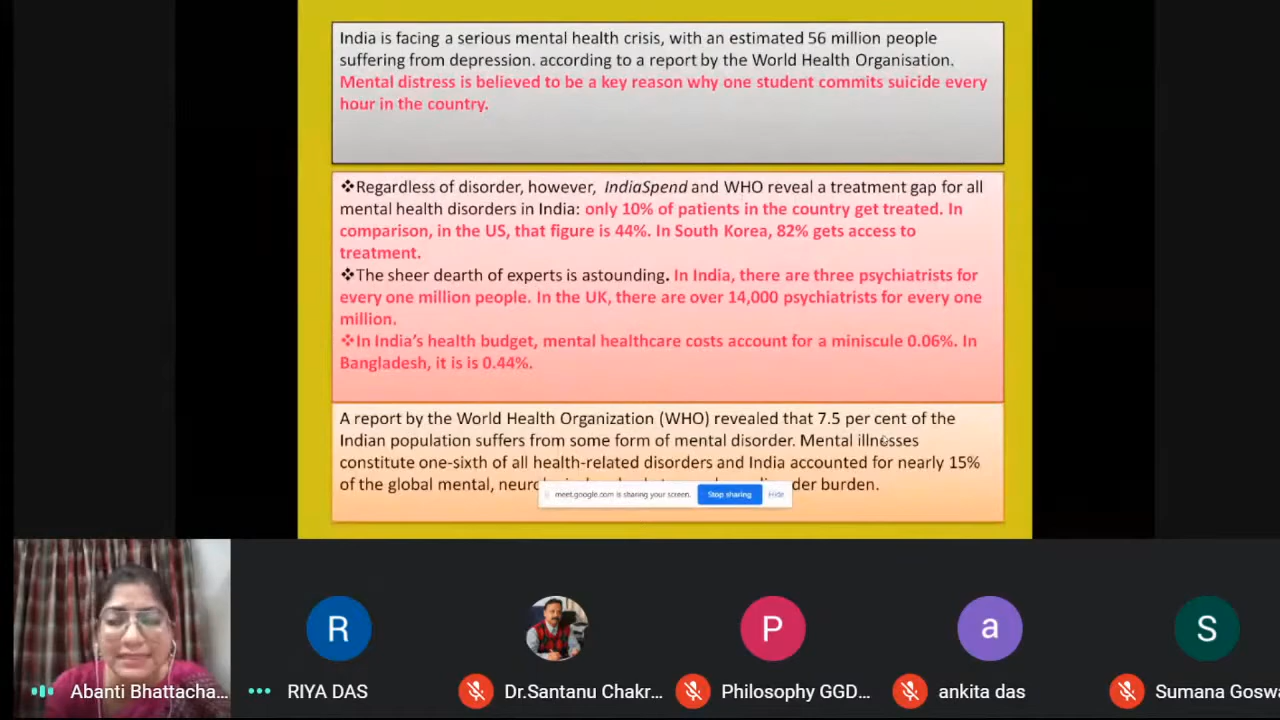 India is facing a serious mental health crisis, with an estimated 56 million people
suffering from depression. according to a report by the World Health Organisation.
Mental distress is believed to be a key reason why one student commits suicide every
hour in the country.
❖Regardless of disorder, however, IndiaSpend and WHO reveal a treatment gap for all
mental health disorders in India: only 10% of patients in the country get treated. In
comparison, in the US, that figure is 44%. In South Korea, 82% gets access to
treatment.
❖The sheer dearth of experts is astounding. In India, there are three psychiatrists for
every one million people. In the UK, there are over 14,000 psychiatrists for every one
million.
❖In India's health budget, mental healthcare costs account for a miniscule 0.06%. In
Bangladesh, it is is 0.44%.
A report by the World Health Organization (WHO) revealed that 7.5 per cent of the
Indian population suffers from some form of mental disorder. Mental illnesses
constitute one-sixth of all health-related disorders and India accounted for nearly 15%
of the global mental, burden.
meet.google.com is sharing your screen. Stop sharing Hide
R
P
a
S
Abanti Bhattacha...
RIYA DAS
Dr.Santanu Chakr...
Philosophy GGD...
ankita das
Sumana Gosw